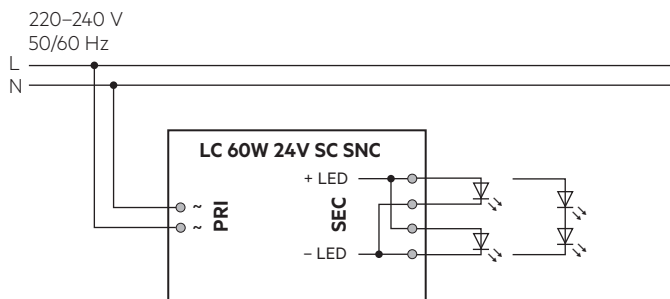 220–240 V
50/60 Hz
L
N
LC 60W 24V SC SNC
+ LED
~
PRI
SEC
~
– LED